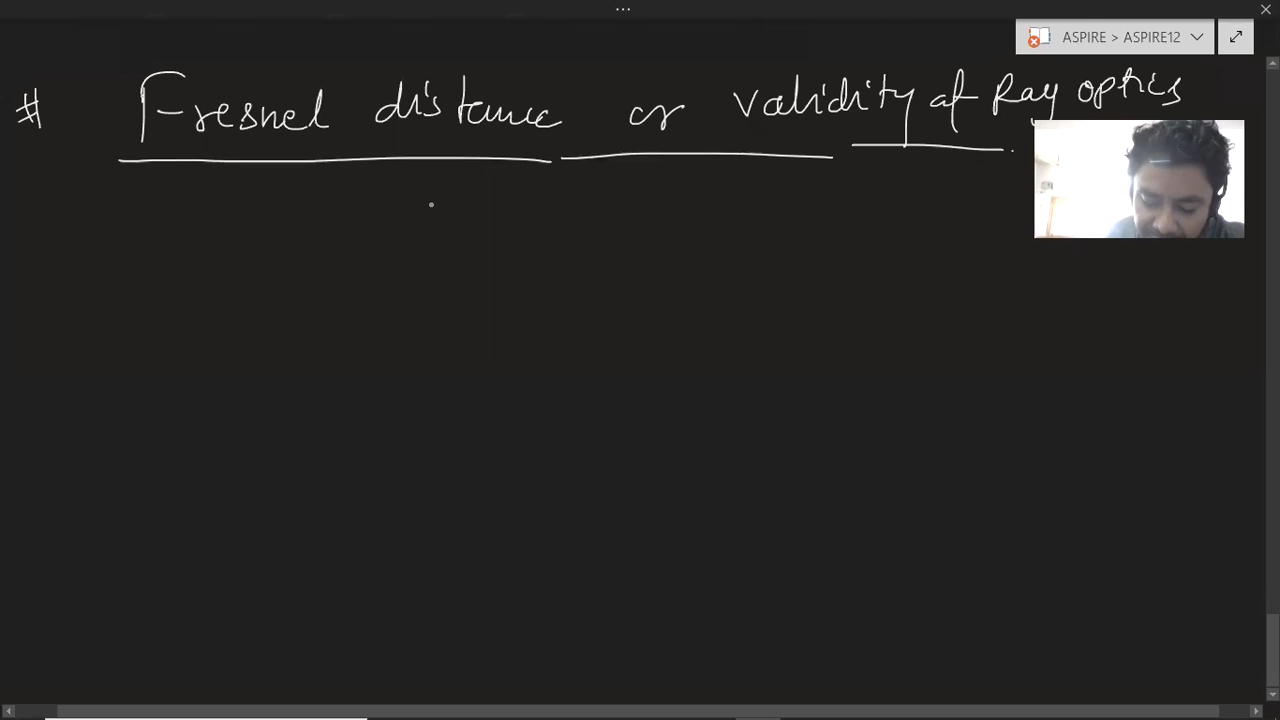 ASPIRE > ASPIRE12
# Fresnel distance or validity of Ray optics